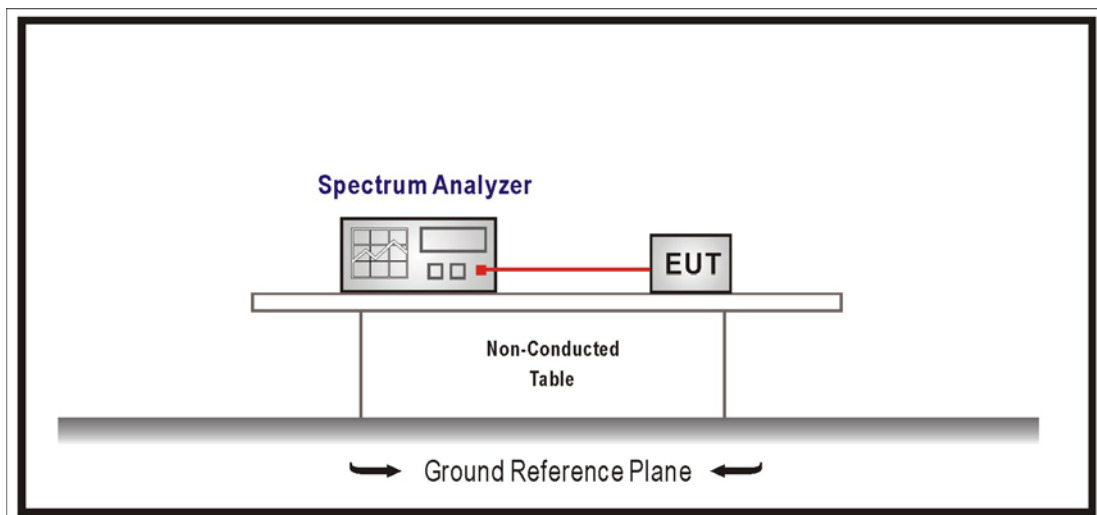 Spectrum Analyzer
EUT
Non-Conducted
Table
Ground Reference Plane